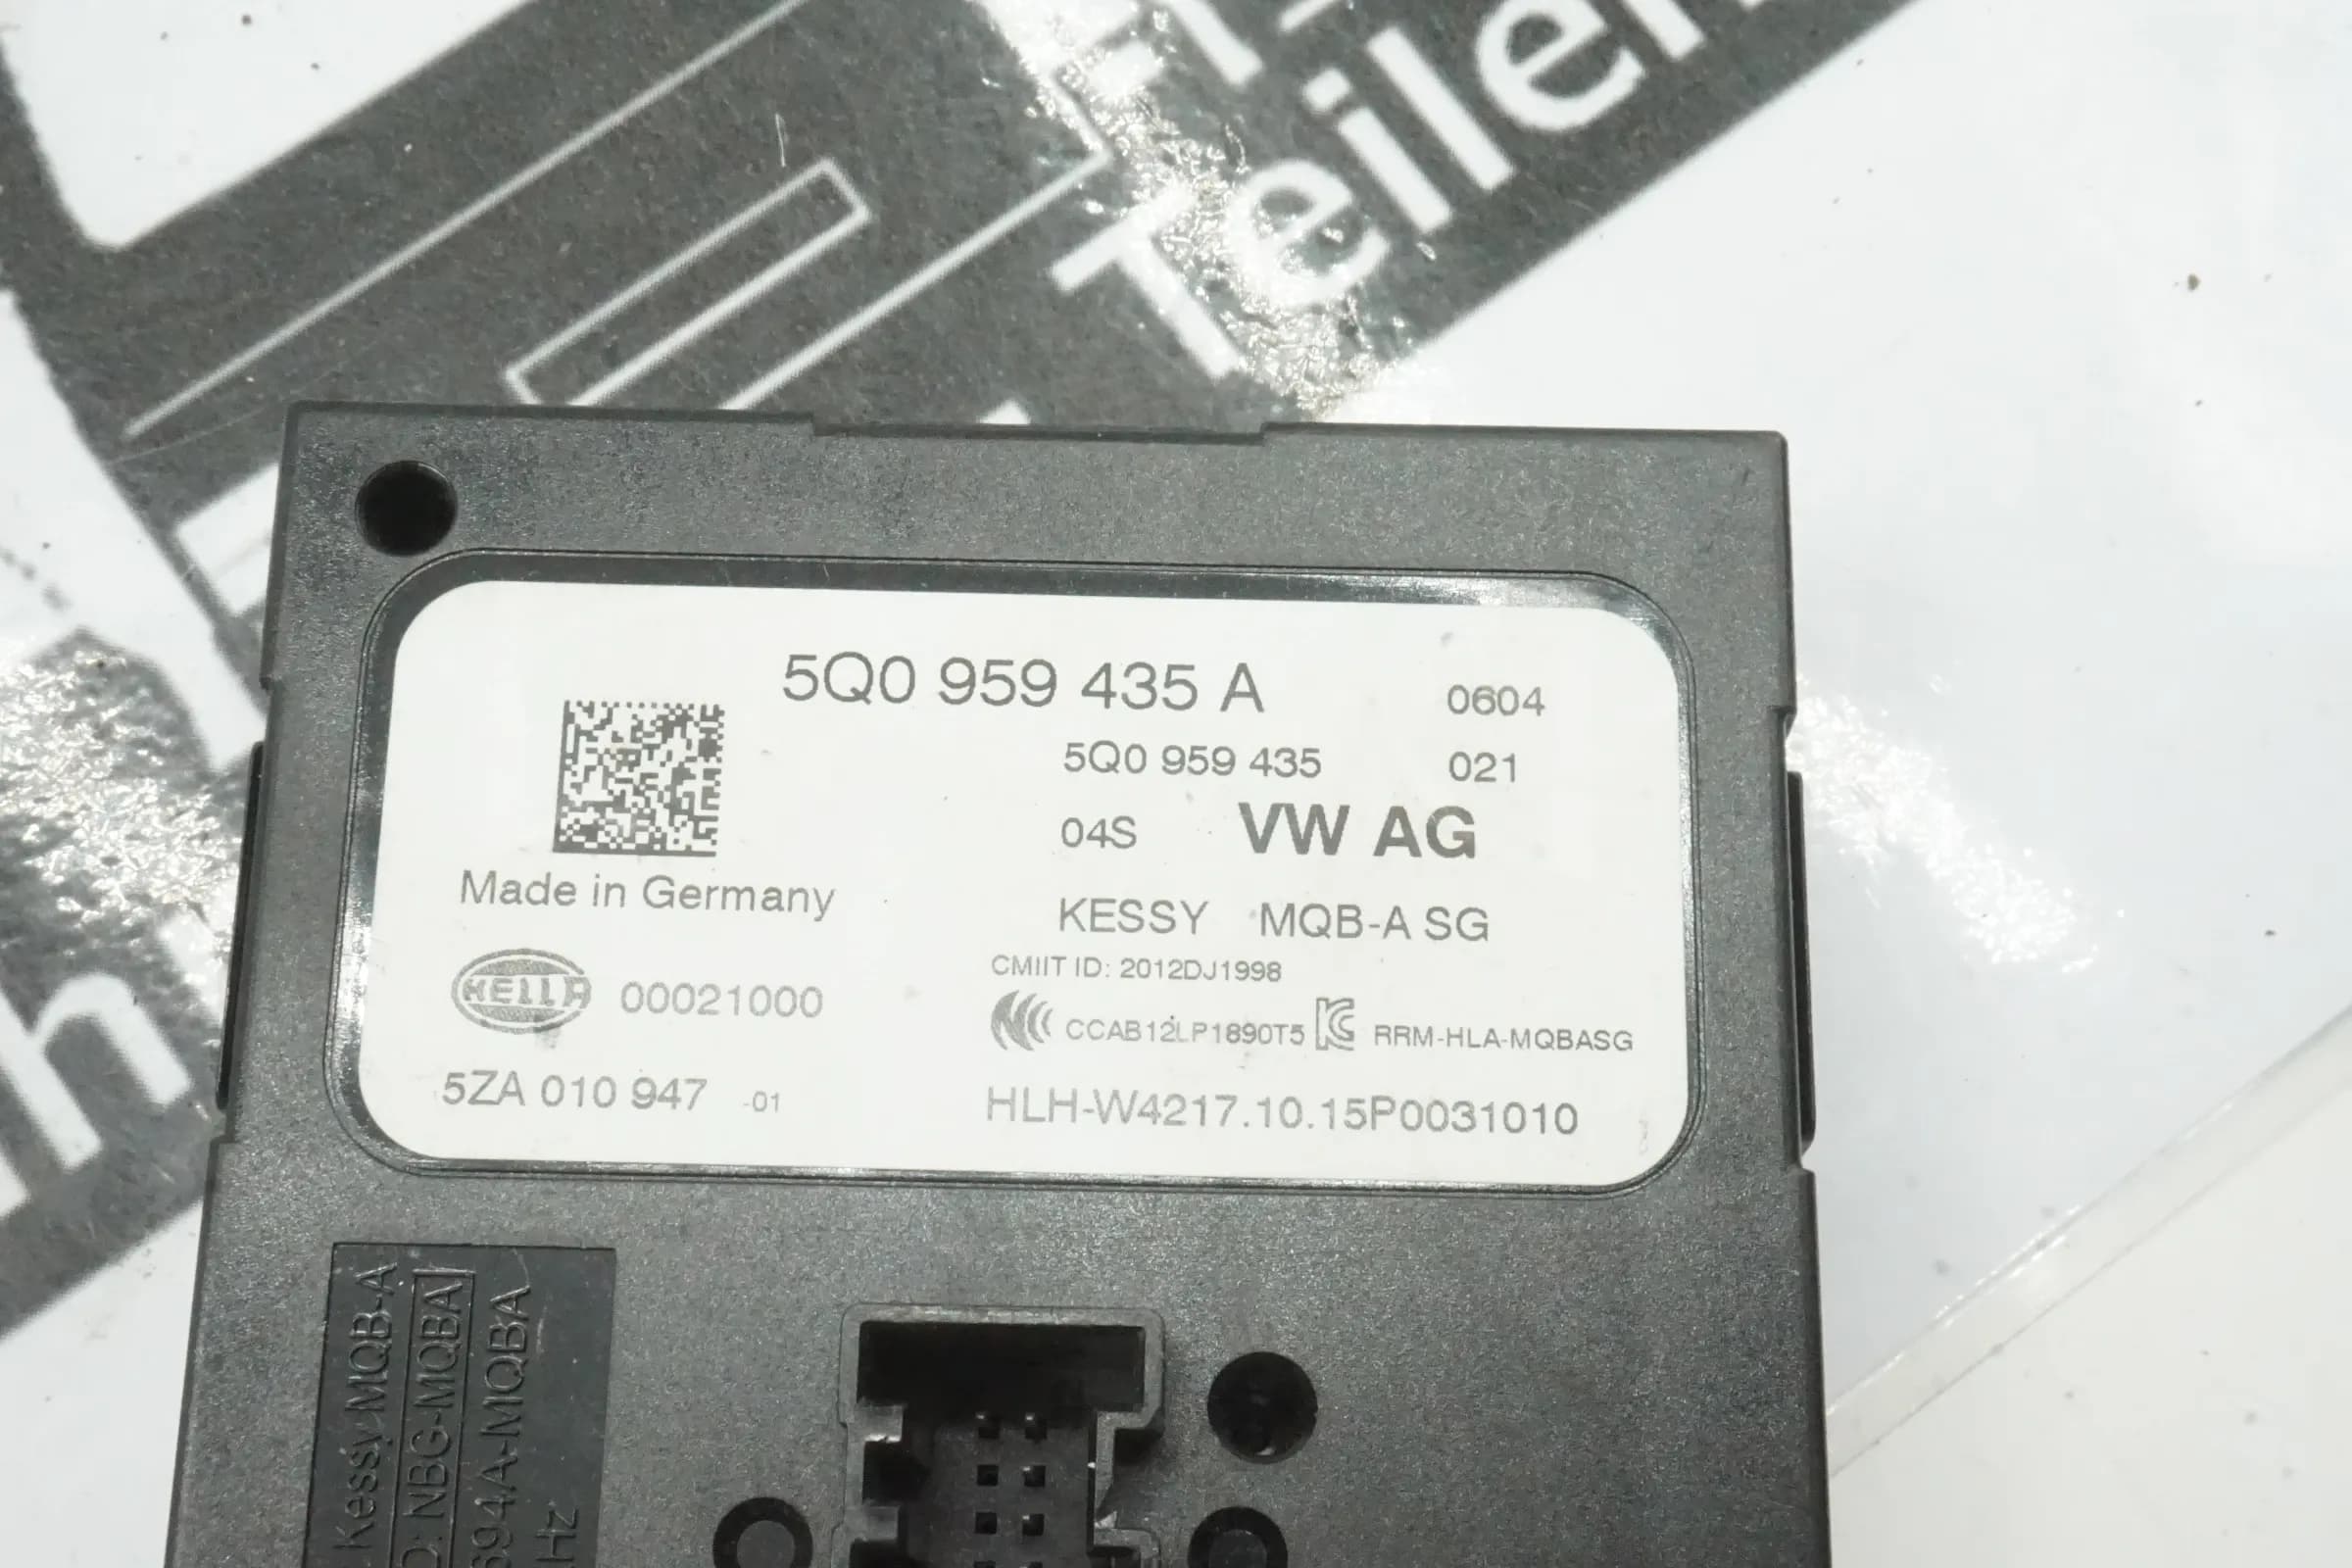 Teile
5Q0 959 435 A 0604
5Q0 959 435 021
04S VW AG
Made in Germany
KESSY MQB-A SG
CMIIT ID: 2012DJ1998
HELLA 00021000
CCAB12LP1890T5 RRM-HLA-MQBASG
5ZA 010 947 -01
HLH-W4217.10.15P0031010
Kessy-MQB-A
NBG-MQBA
694A-MQBA
Hz